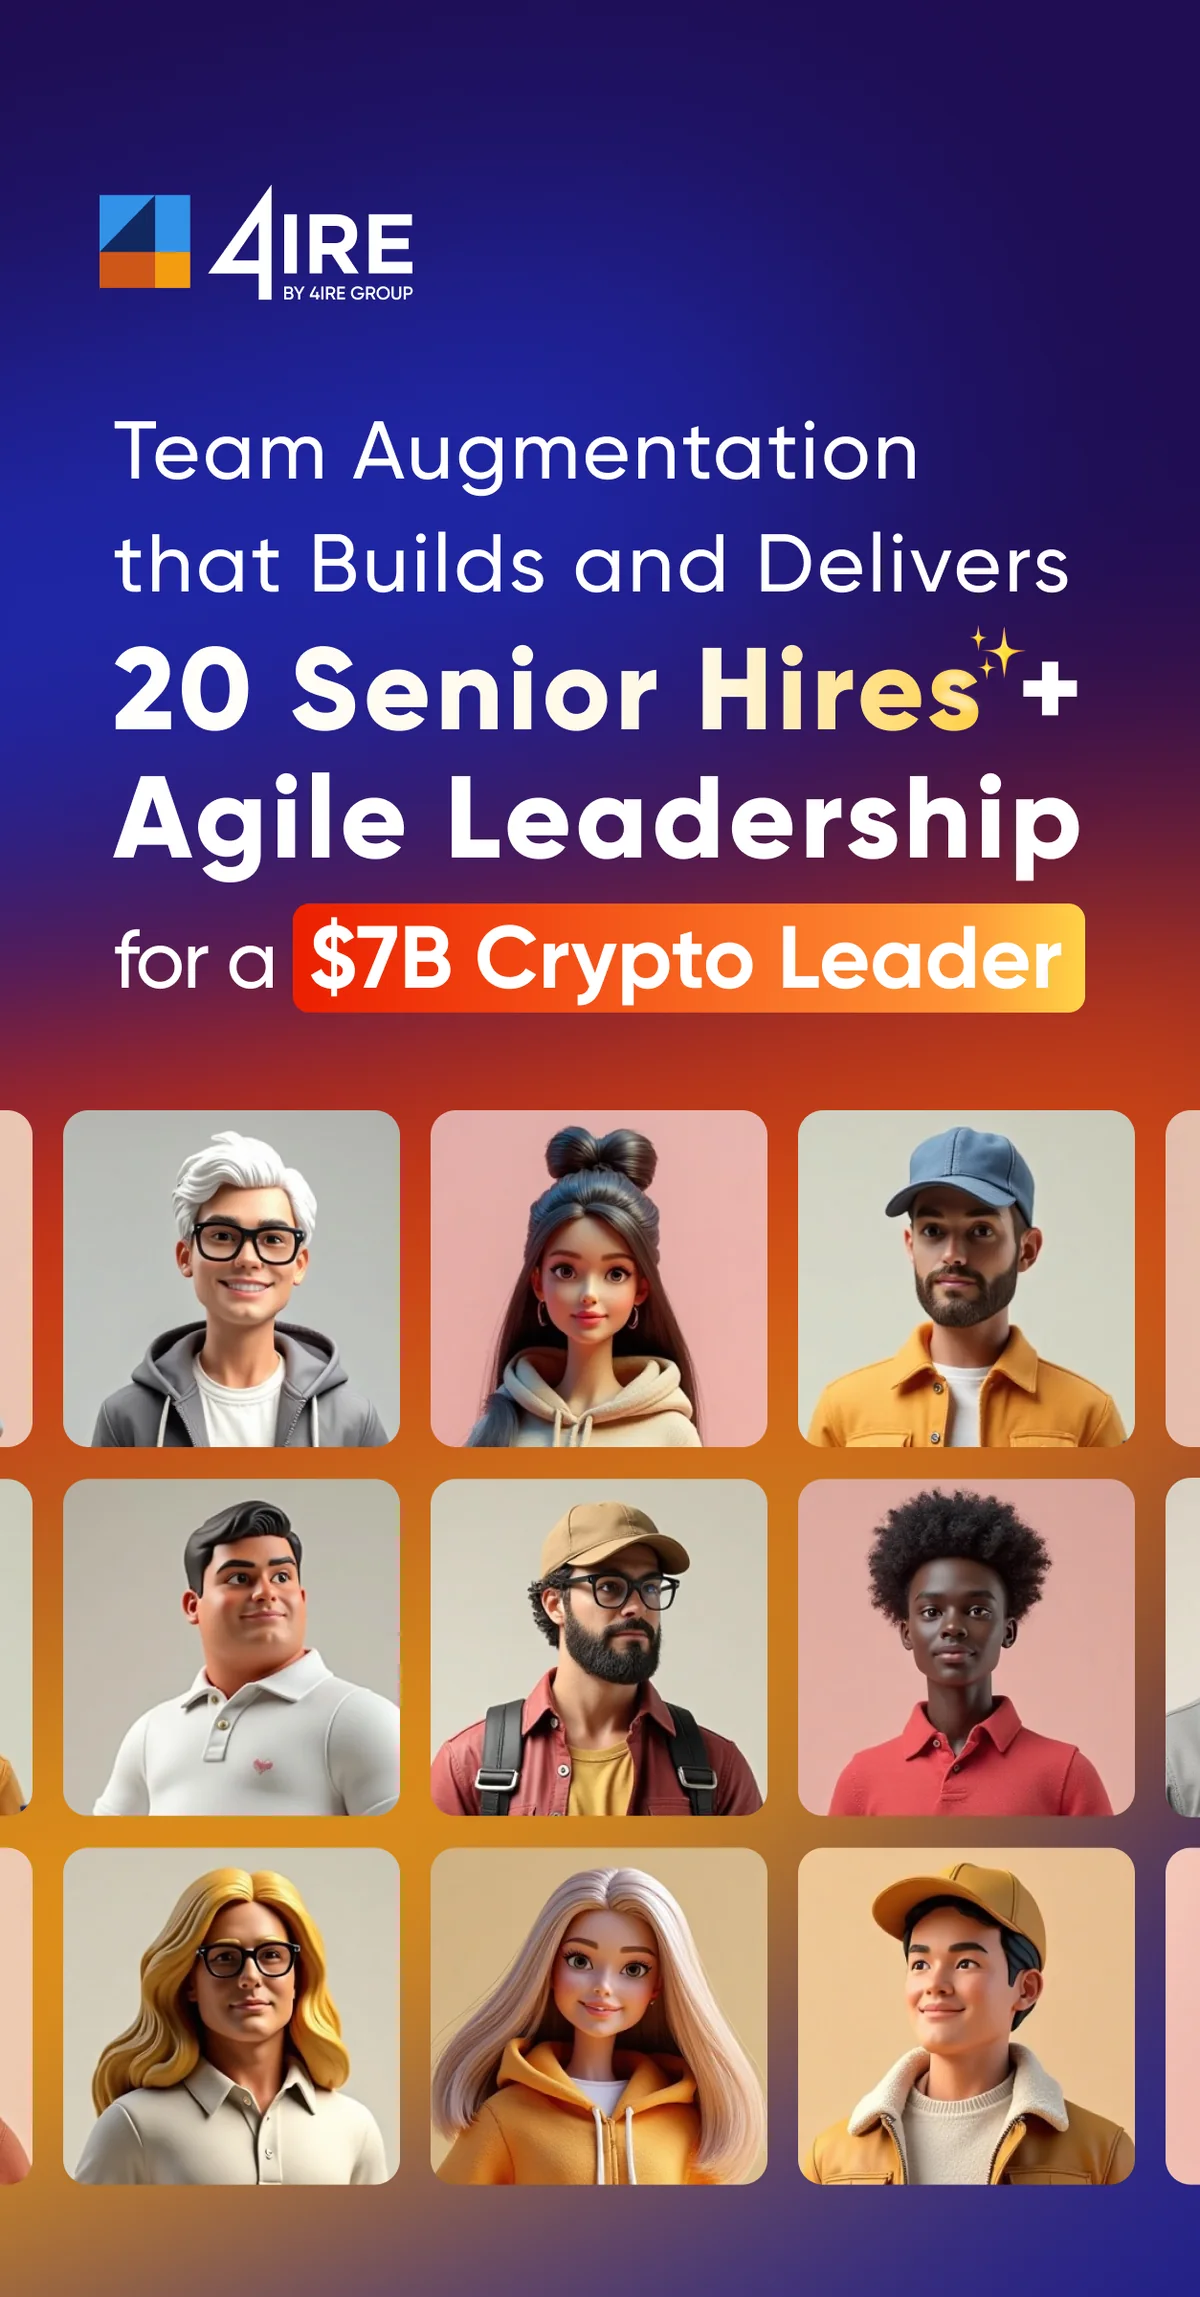 4IRE
BY 4IRE GROUP
Team Augmentation
that Builds and Delivers
20 Senior Hires +
Agile Leadership
for a $7B Crypto Leader